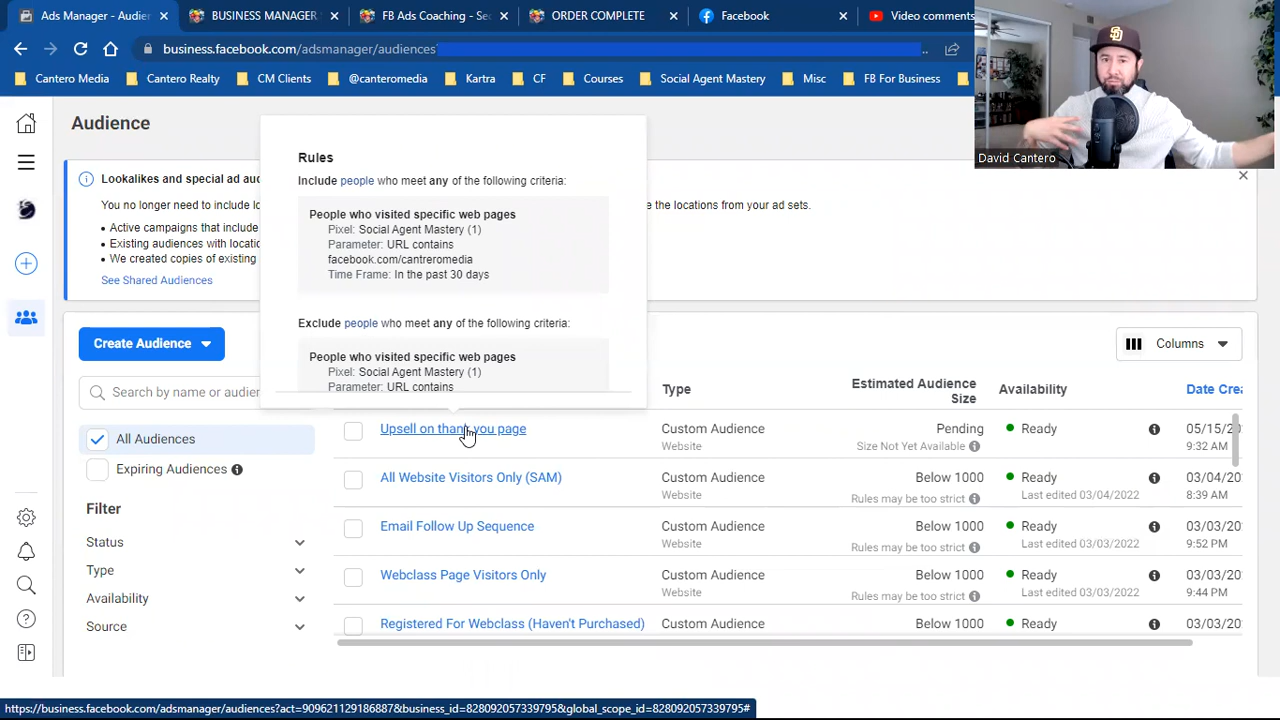 Ads Manager - Audien
BUSINESS MANAGER
FB Ads Coaching - Se
ORDER COMPLETE
Facebook
Video comments
business.facebook.com/adsmanager/audiences
Cantero Media
Cantero Realty
CM Clients
@canteromedia
Kartra
CF
Courses
Social Agent Mastery
Misc
FB For Business
David Cantero
Audience
Rules
Include people who meet any of the following criteria:
People who visited specific web pages
Pixel: Social Agent Mastery (1)
Parameter: URL contains
facebook.com/cantreromedia
Time Frame: In the past 30 days
Exclude people who meet any of the following criteria:
People who visited specific web pages
Pixel: Social Agent Mastery (1)
Parameter: URL contains
Lookalikes and special ad aud
You no longer need to include lo
e the locations from your ad sets.
Active campaigns that include
Existing audiences with locatio
We created copies of existing
See Shared Audiences
Create Audience
Columns
Search by name or audien
All Audiences
Expiring Audiences
Filter
Status
Type
Availability
Source
Type
Estimated Audience Size
Availability
Date Crea
Upsell on thank you page
Custom Audience
Website
Pending
Size Not Yet Available
Ready
05/15/20
9:32 AM
All Website Visitors Only (SAM)
Custom Audience
Website
Below 1000
Rules may be too strict
Ready
Last edited 03/04/2022
03/04/20
8:39 AM
Email Follow Up Sequence
Custom Audience
Website
Below 1000
Rules may be too strict
Ready
Last edited 03/03/2022
03/03/20
9:52 PM
Webclass Page Visitors Only
Custom Audience
Website
Below 1000
Rules may be too strict
Ready
Last edited 03/03/2022
03/03/20
9:44 PM
Registered For Webclass (Haven't Purchased)
Custom Audience
Below 1000
Ready
03/03/20
https://business.facebook.com/adsmanager/audiences?act=909621129186887&business_id=828092057339795&global_scope_id=828092057339795#